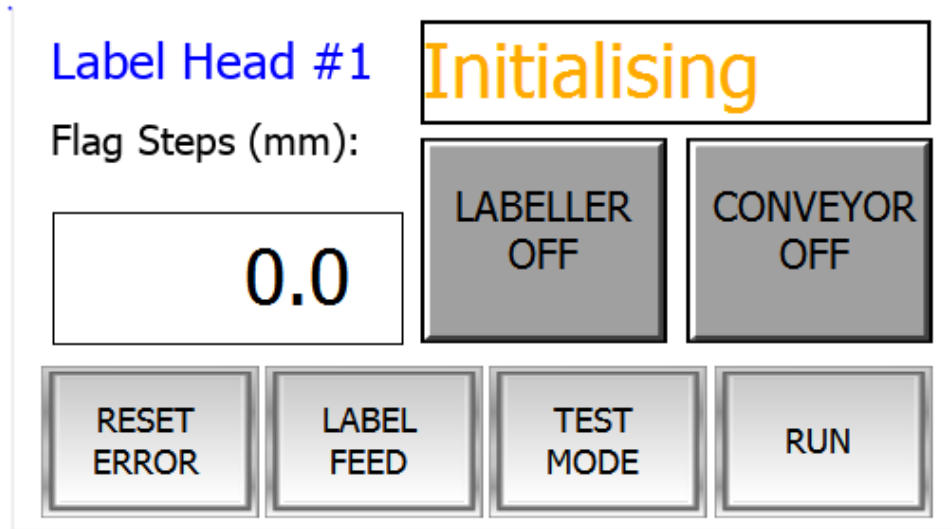 Label Head #1
Initialising
Flag Steps (mm):
LABELLER
OFF
CONVEYOR
OFF
0.0
RESET
ERROR
LABEL
FEED
TEST
MODE
RUN